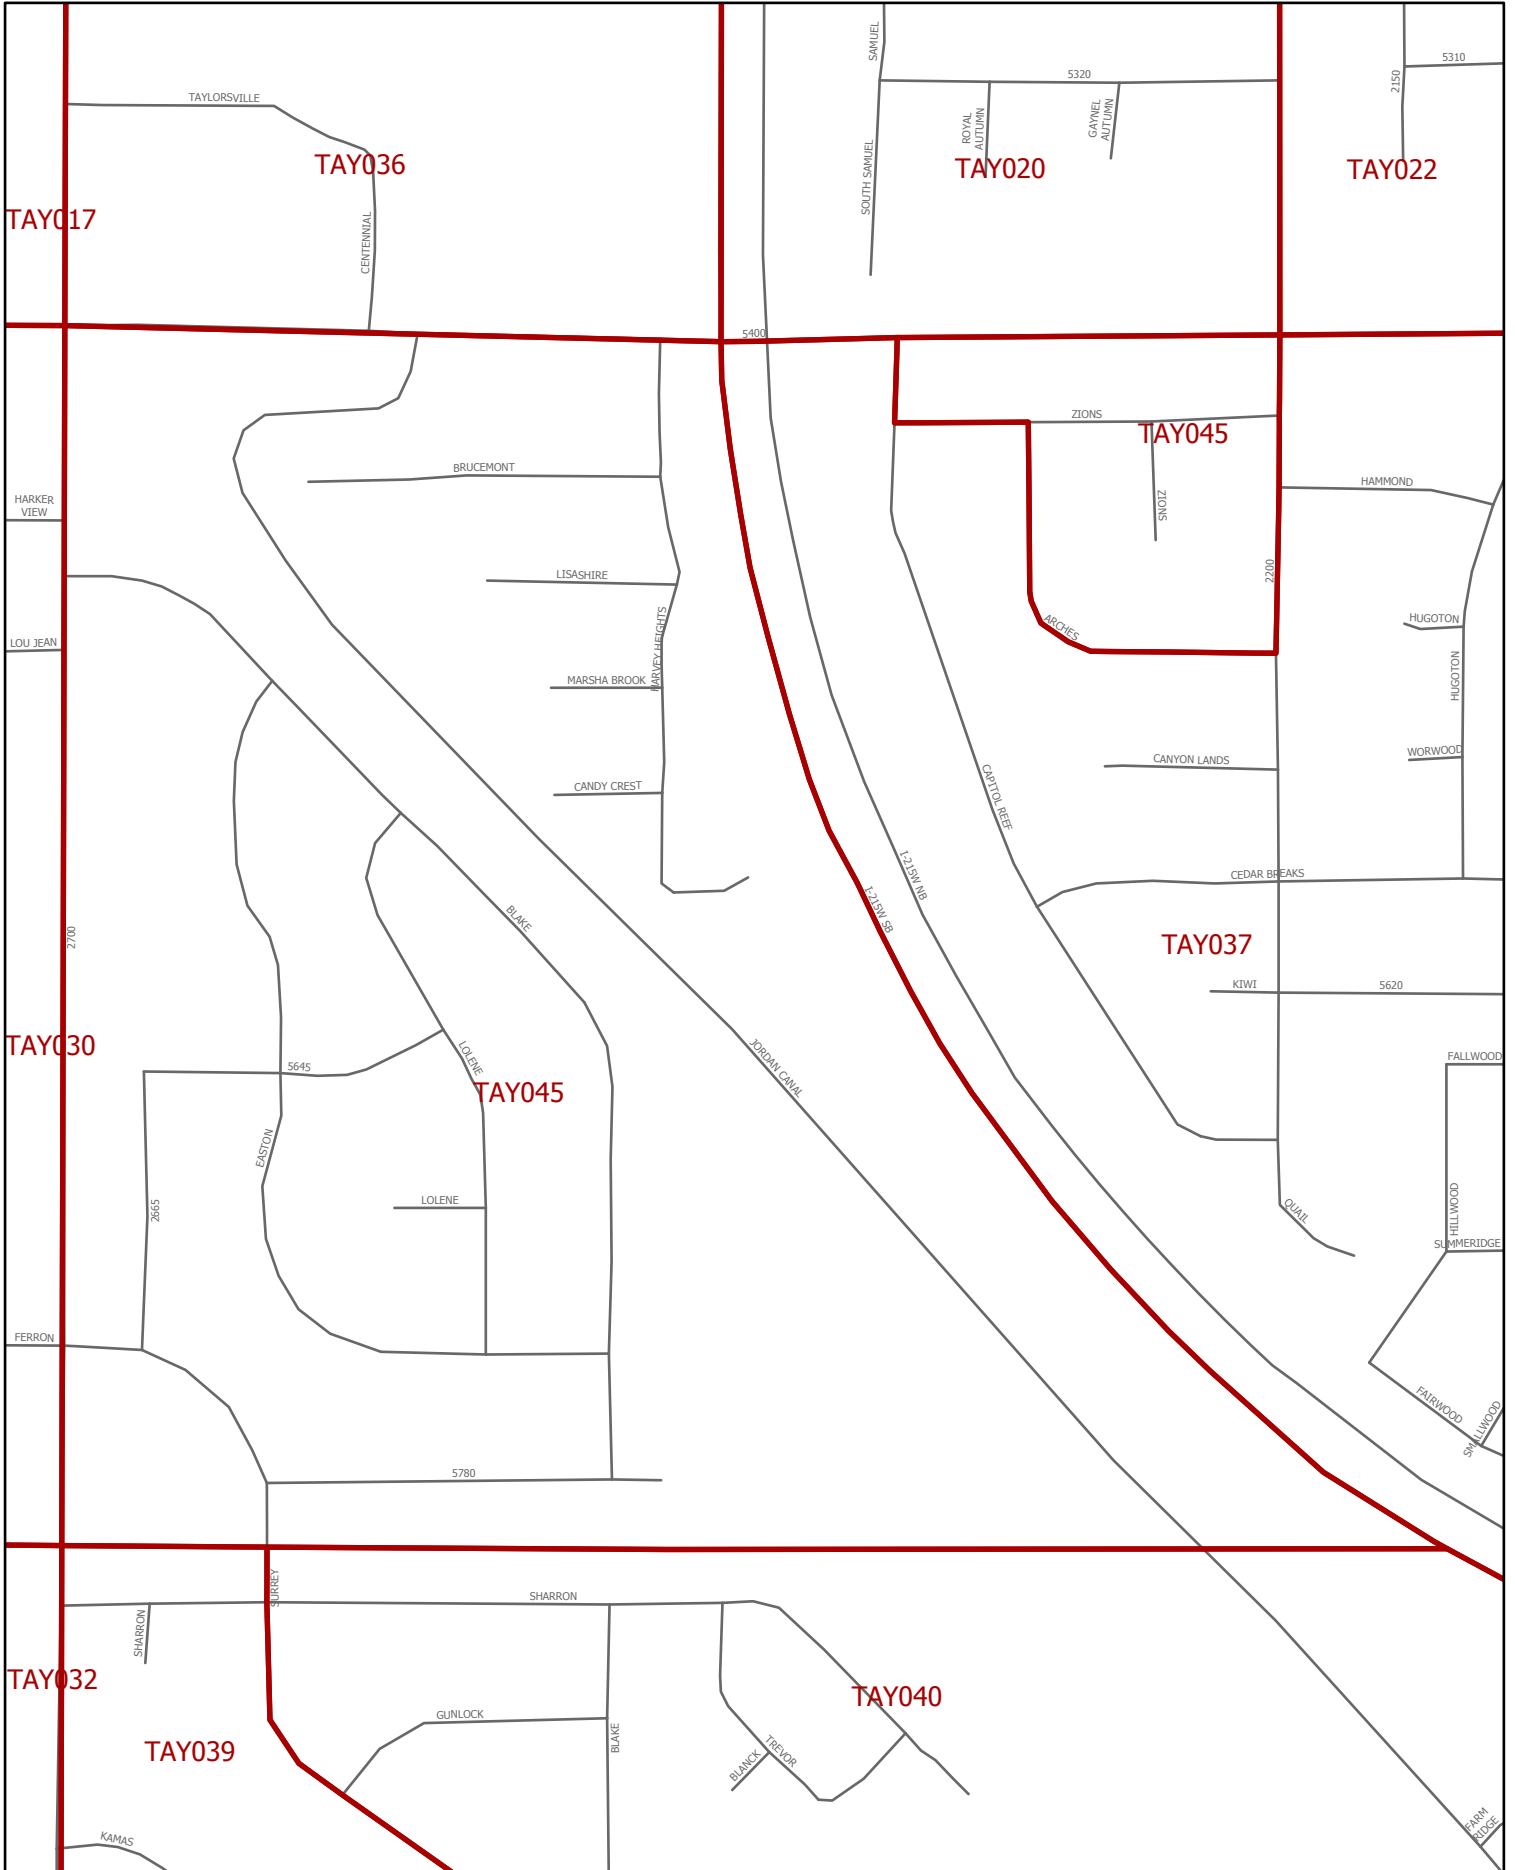 SAMUEL
5310
5320
2150
TAYLORSVILLE
ROYAL
AUTUMN
GAYNEL
AUTUMN
TAY036
TAY020
TAY022
SOUTH SAMUEL
TAY017
CENTENNIAL
5400
ZIONS
TAY045
BRUCEMONT
HAMMOND
HARKER
VIEW
ZIONS
LISASHIRE
2200
HUGOTON
ARCHES
LOU JEAN
HARVEY HEIGHTS
HUGOTON
MARSHA BROOK
WORWOOD
CANYON LANDS
CANDY CREST
CAPITOL REEF
I-215W NB
CEDAR BREAKS
I-215W SB
BLAKE
2700
TAY037
KIWI
5620
TAY030
LOLENE
FALLWOOD
5645
JORDAN CANAL
TAY045
EASTON
LOLENE
2665
HILLWOOD
QUAIL
SUMMERIDGE
FERRON
FAIRWOOD
SMALLWOOD
5780
SURREY
SHARRON
SHARRON
TAY032
TAY040
GUNLOCK
BLAKE
TAY039
TREVOR
BLANCK
FARM
RIDGE
KAMAS